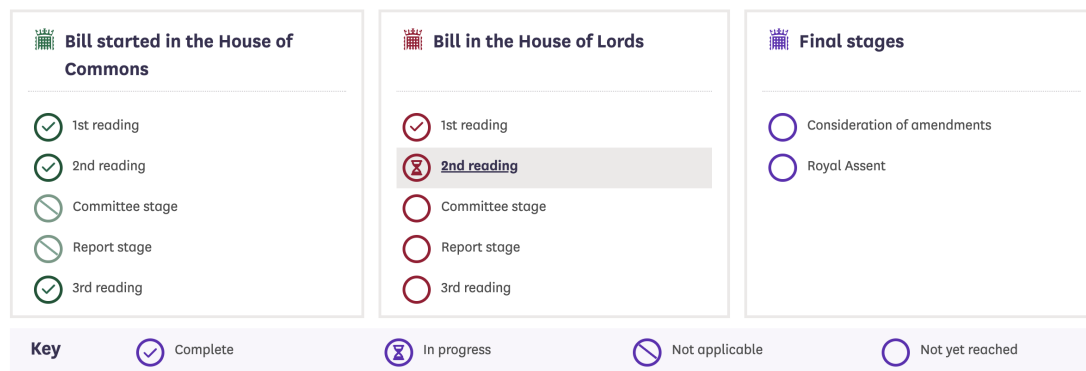 Bill started in the House of
Commons
1st reading
2nd reading
Committee stage
Report stage
3rd reading
Bill in the House of Lords
1st reading
2nd reading
Committee stage
Report stage
3rd reading
Final stages
Consideration of amendments
Royal Assent
Key
Complete
In progress
Not applicable
Not yet reached